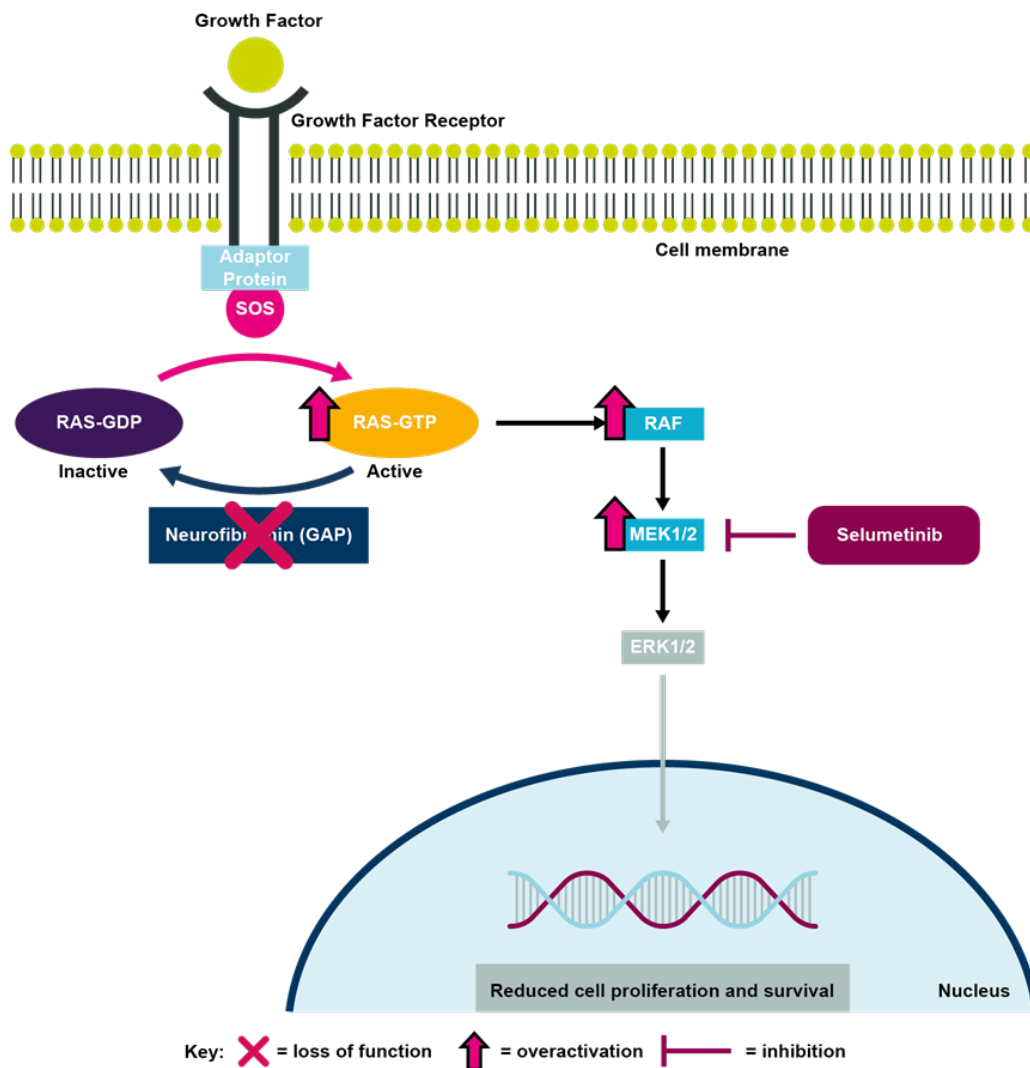 Growth Factor
Growth Factor Receptor
Cell membrane
Adaptor
Protein
SOS
RAS-GDP
Inactive
RAS-GTP
Active
RAF
Neurofibromin (GAP)
MEK1/2
Selumetinib
ERK1/2
Reduced cell proliferation and survival
Nucleus
Key: = loss of function = overactivation = inhibition